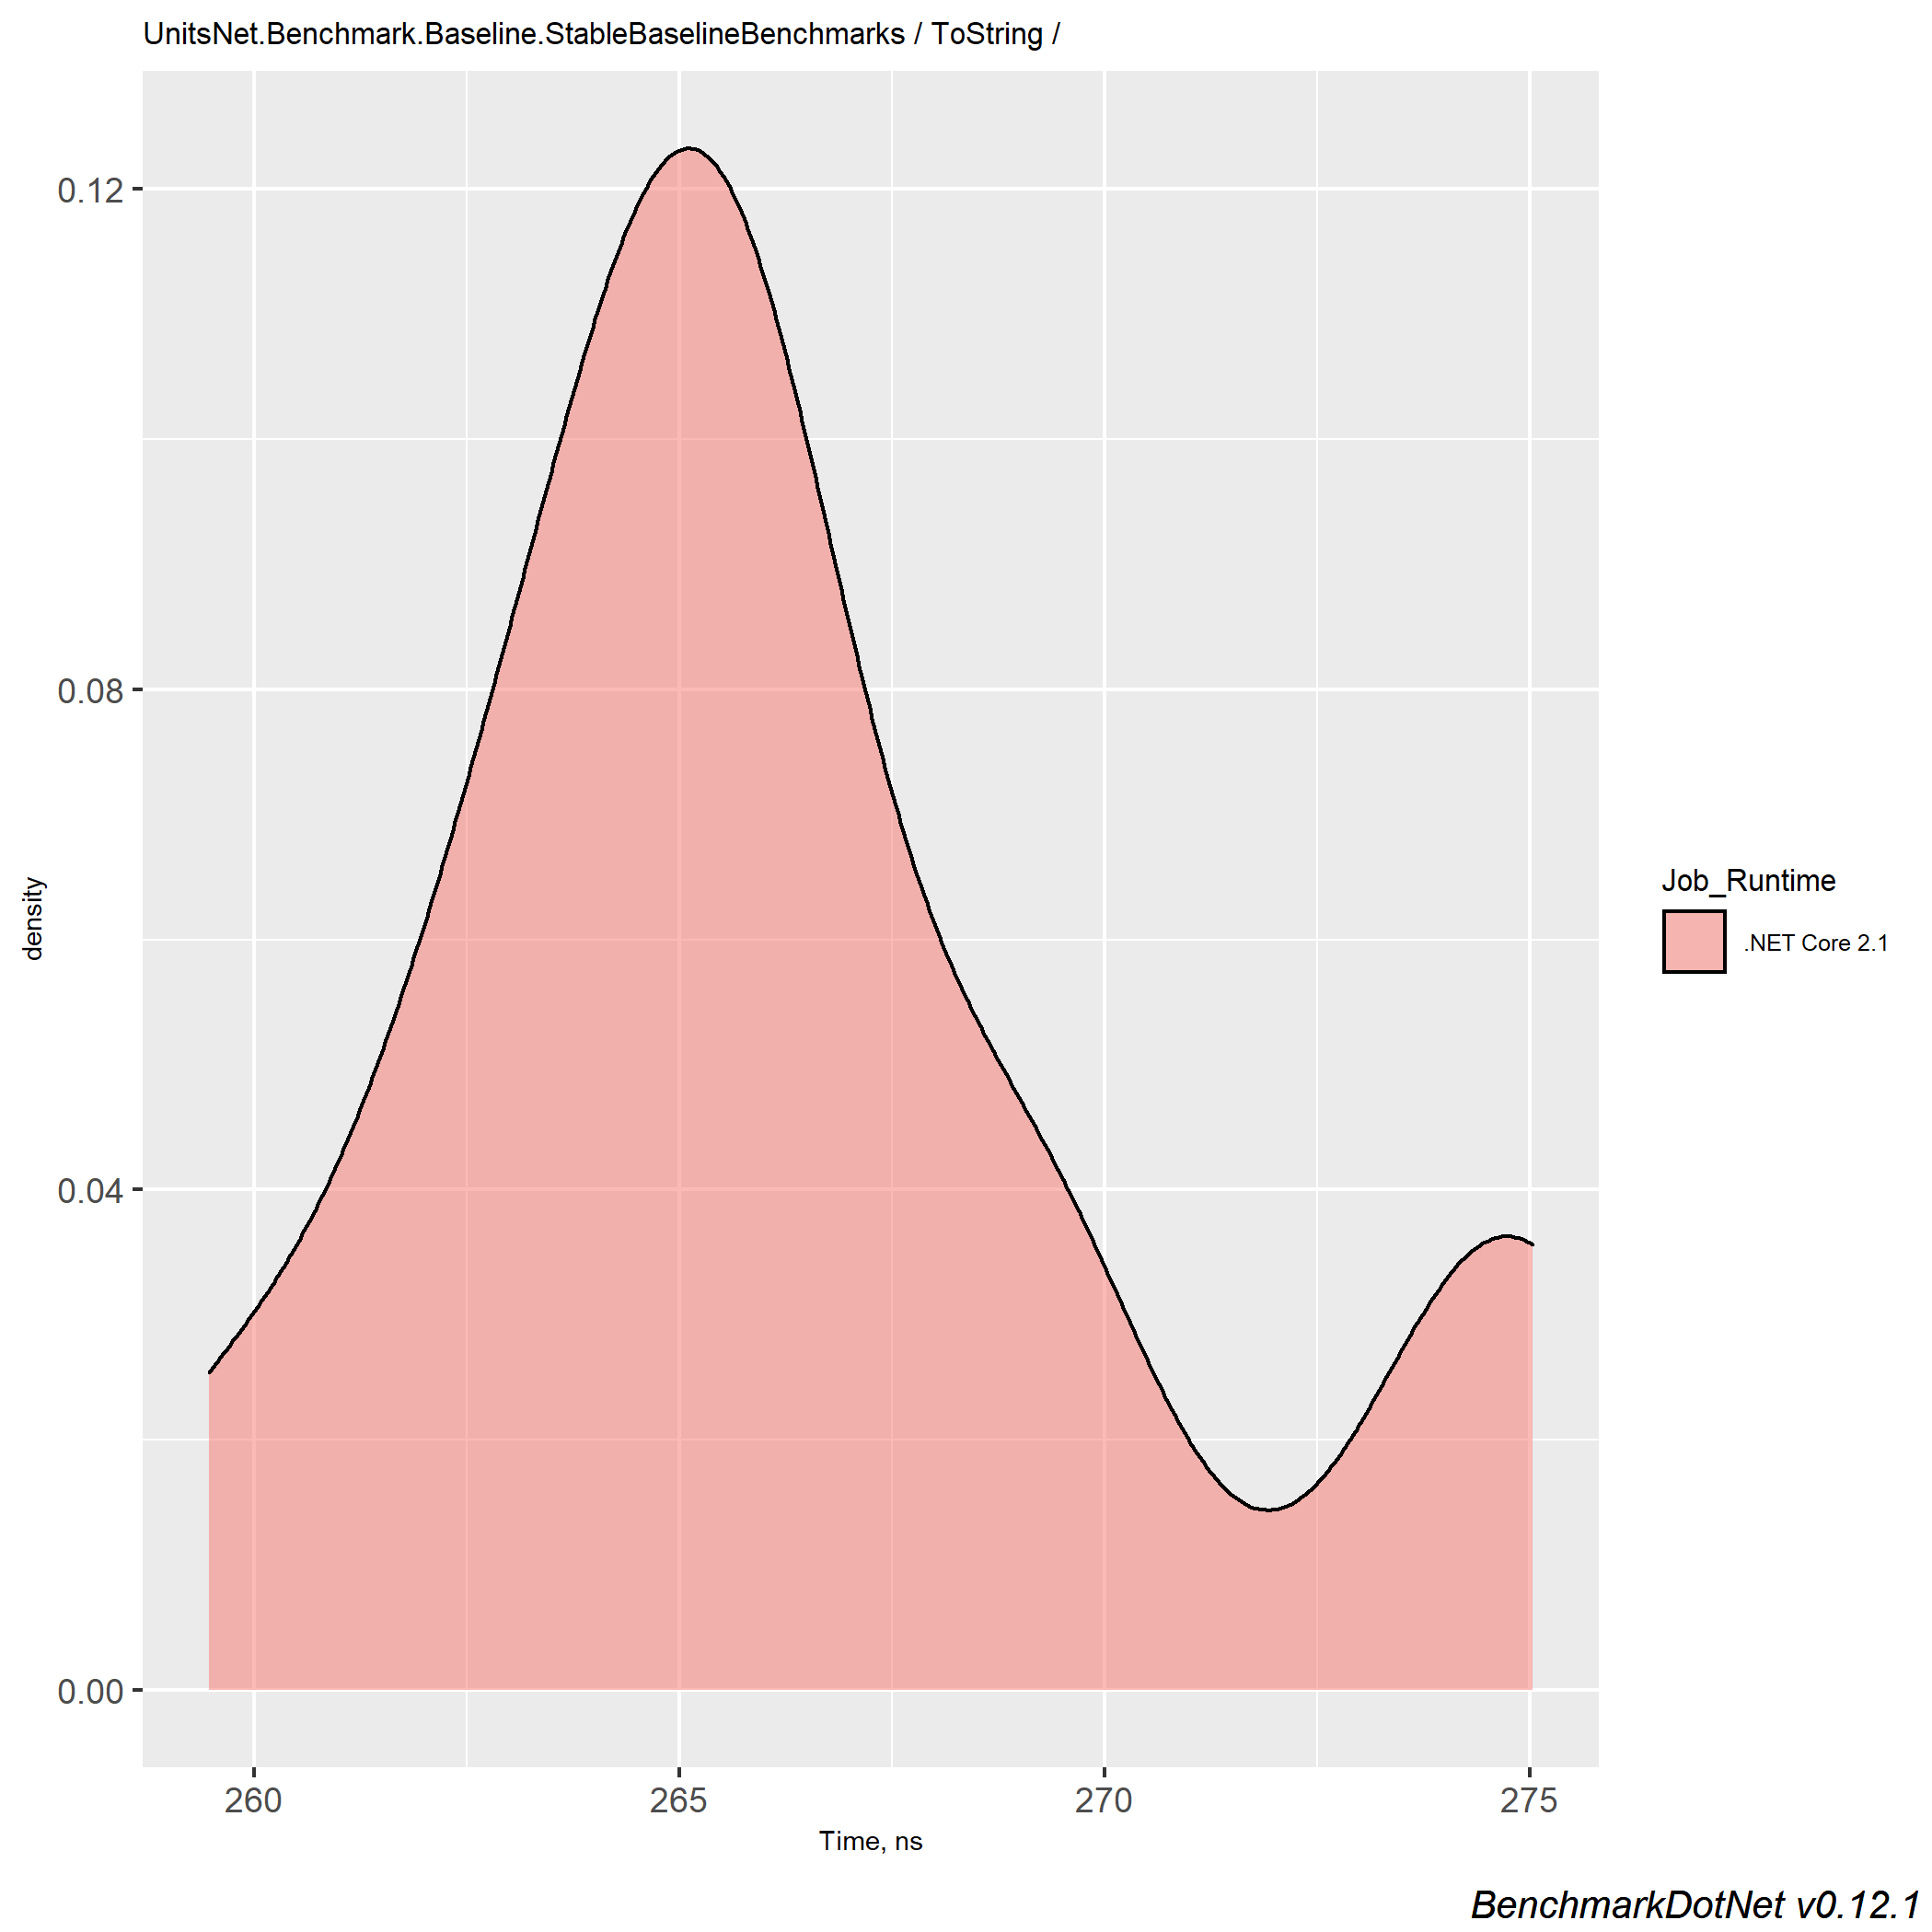 UnitsNet.Benchmark.Baseline.StableBaselineBenchmarks / ToString /
0.12
0.08
0.04
0.00
density
260 265 270 275
Time, ns
Job_Runtime
.NET Core 2.1
BenchmarkDotNet v0.12.1